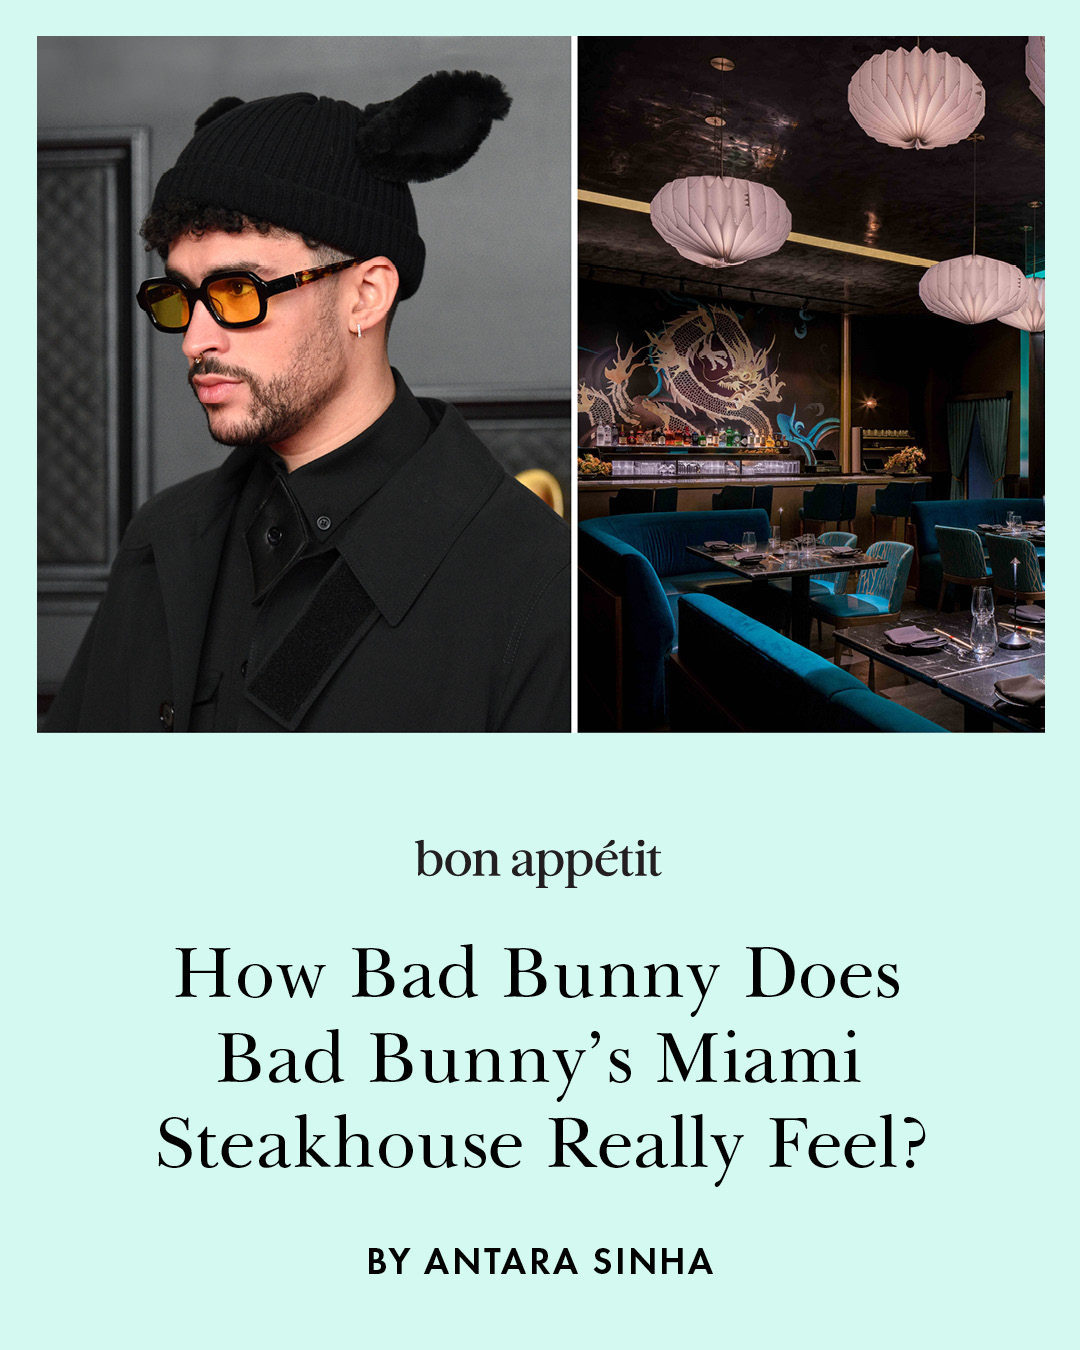 bon appétit
How Bad Bunny Does
Bad Bunny’s Miami
Steakhouse Really Feel?
BY ANTARA SINHA